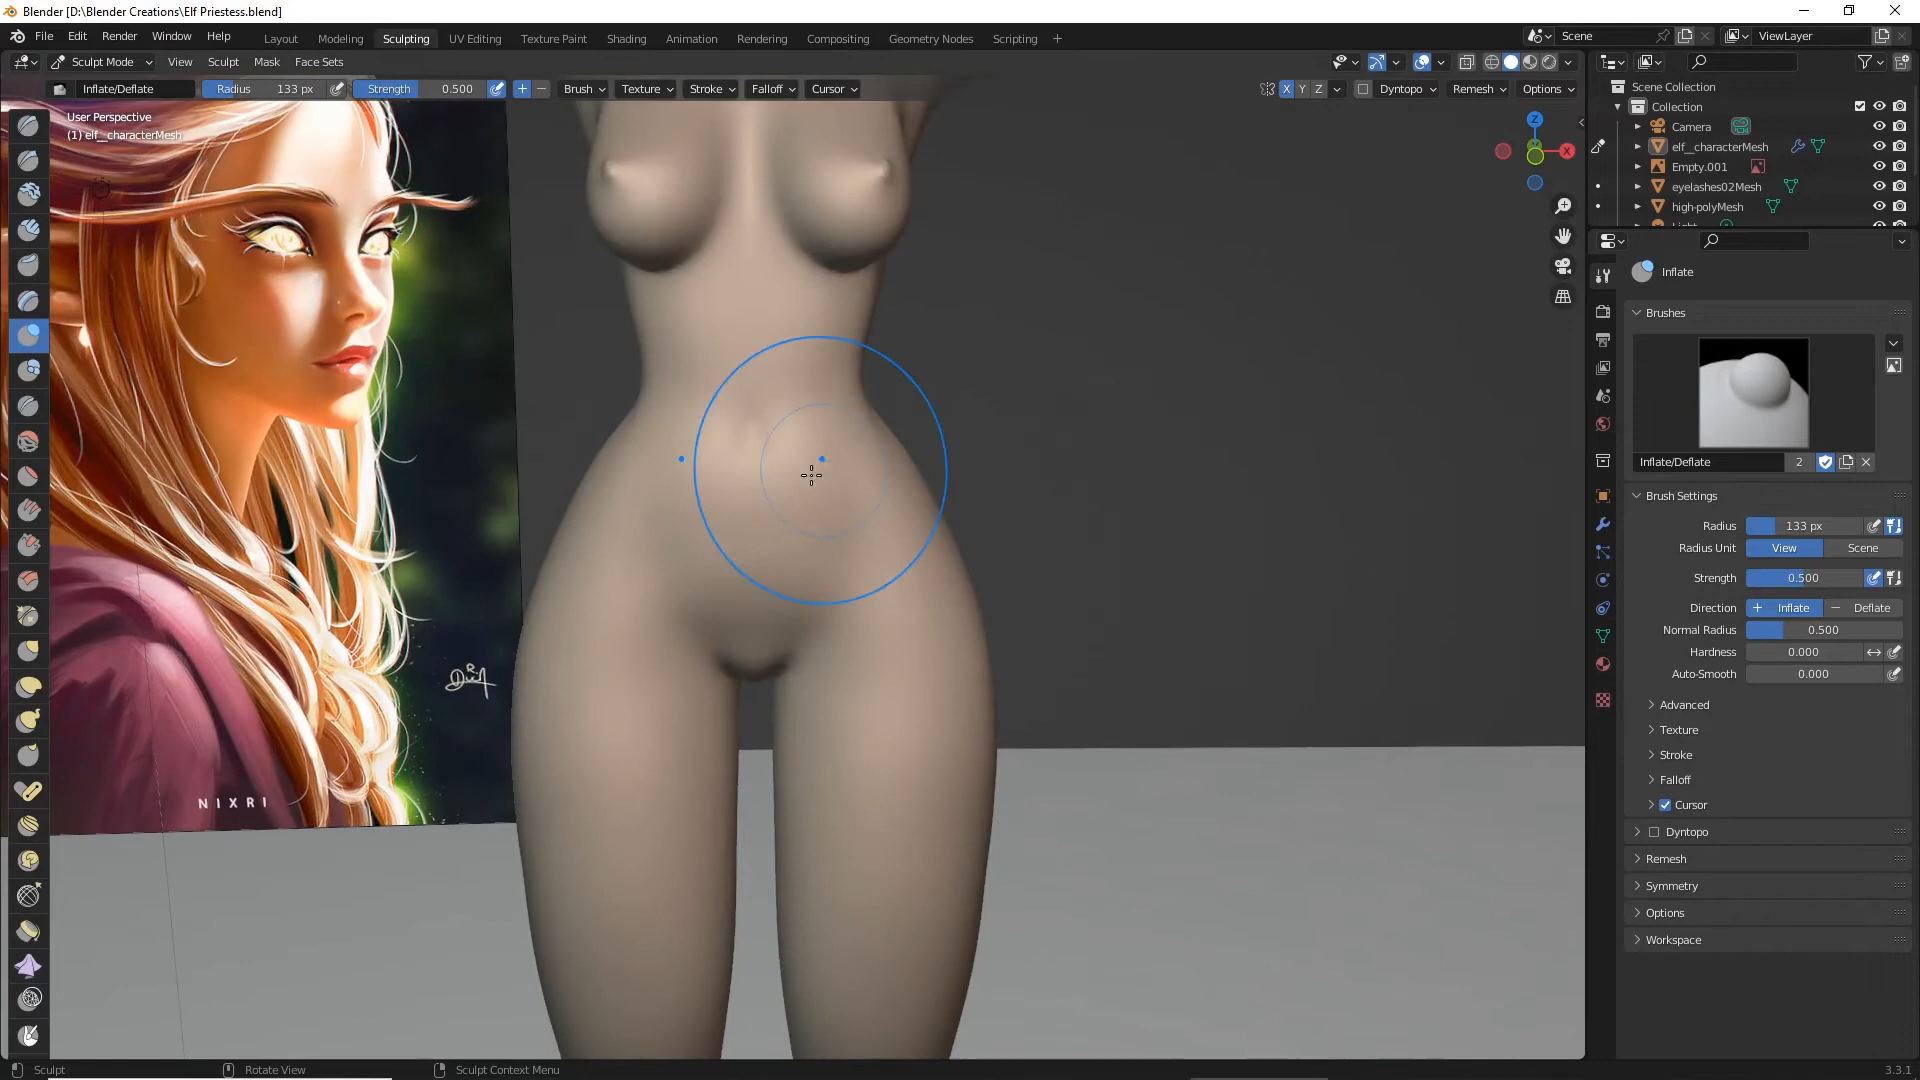 Blender [D:\Blender Creations\Elf Priestess.blend]
File Edit Render Window Help
Layout Modeling Sculpting UV Editing Texture Paint Shading Animation Rendering Compositing Geometry Nodes Scripting +
Scene ViewLayer
Sculpt Mode View Sculpt Mask Face Sets
Inflate/Deflate Radius 133 px Strength 0.500 + − Brush Texture Stroke Falloff Cursor
X Y Z Dyntopo Remesh Options
User Perspective
(1) elf__characterMesh
Z
X
NIXRI
Scene Collection
Collection
Camera
elf__characterMesh
Empty.001
eyelashes02Mesh
high-polyMesh
Inflate
Brushes
Inflate/Deflate 2
Brush Settings
Radius 133 px
Radius Unit View Scene
Strength 0.500
Direction + Inflate − Deflate
Normal Radius 0.500
Hardness 0.000
Auto-Smooth 0.000
Advanced
Texture
Stroke
Falloff
Cursor
Dyntopo
Remesh
Symmetry
Options
Workspace
Sculpt Rotate View Sculpt Context Menu 3.3.1